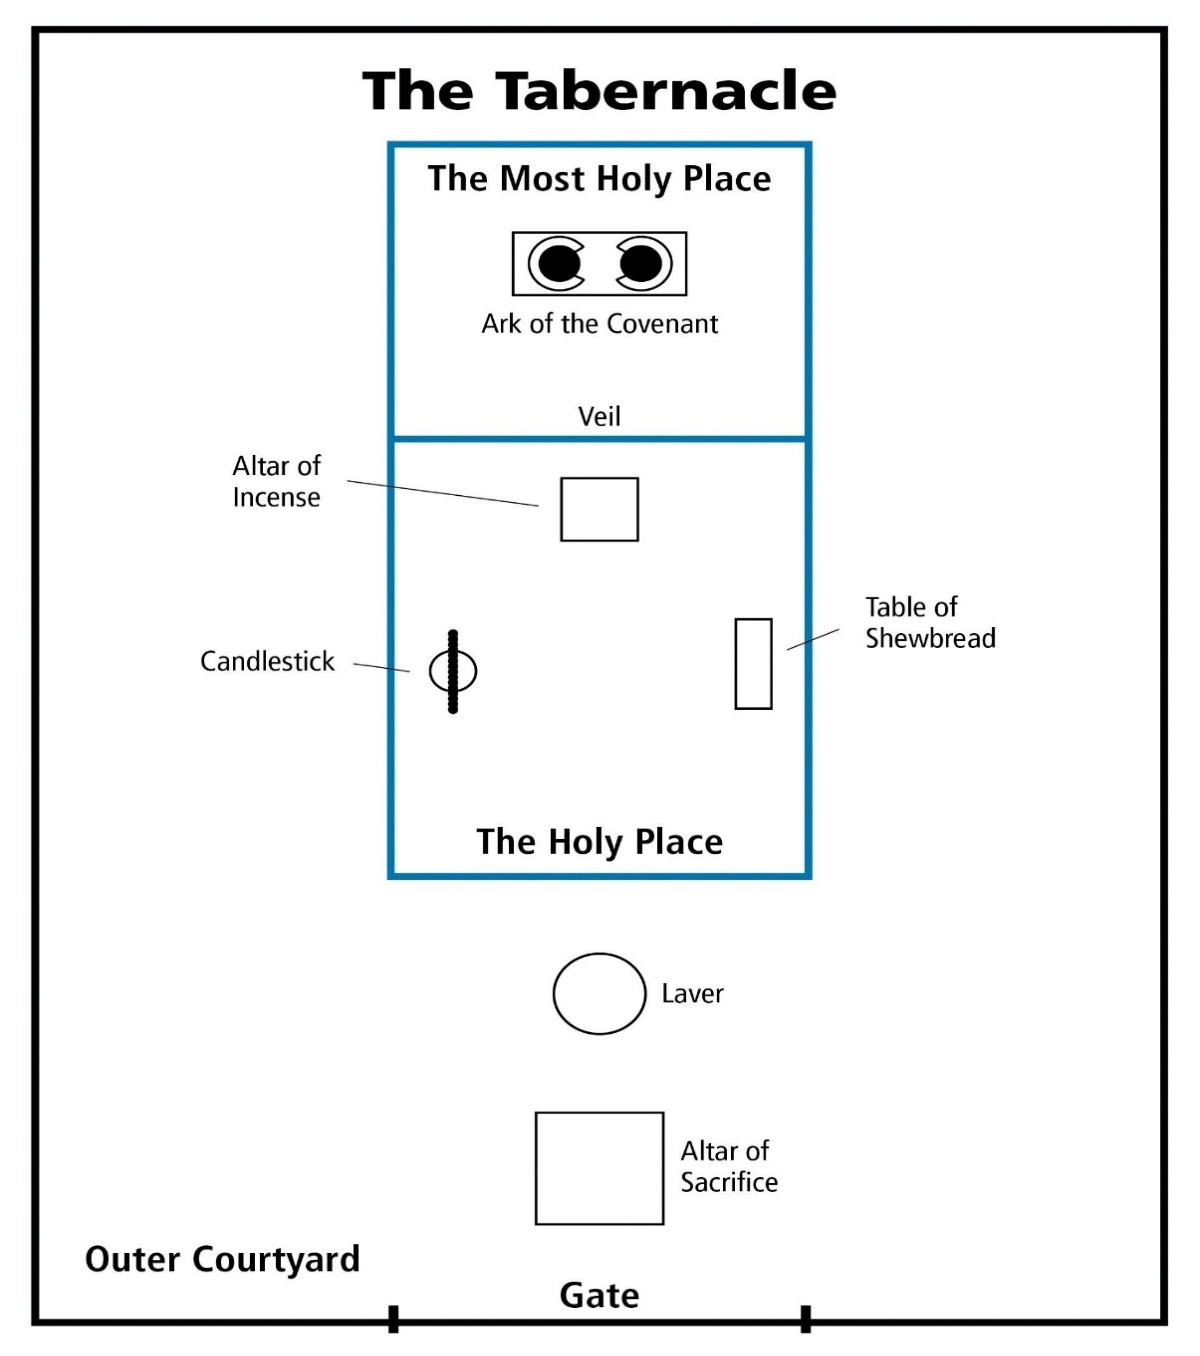 The Tabernacle
The Most Holy Place
Ark of the Covenant
Veil
Altar of
Incense
Table of
Shewbread
Candlestick
The Holy Place
Laver
Altar of
Sacrifice
Outer Courtyard
Gate